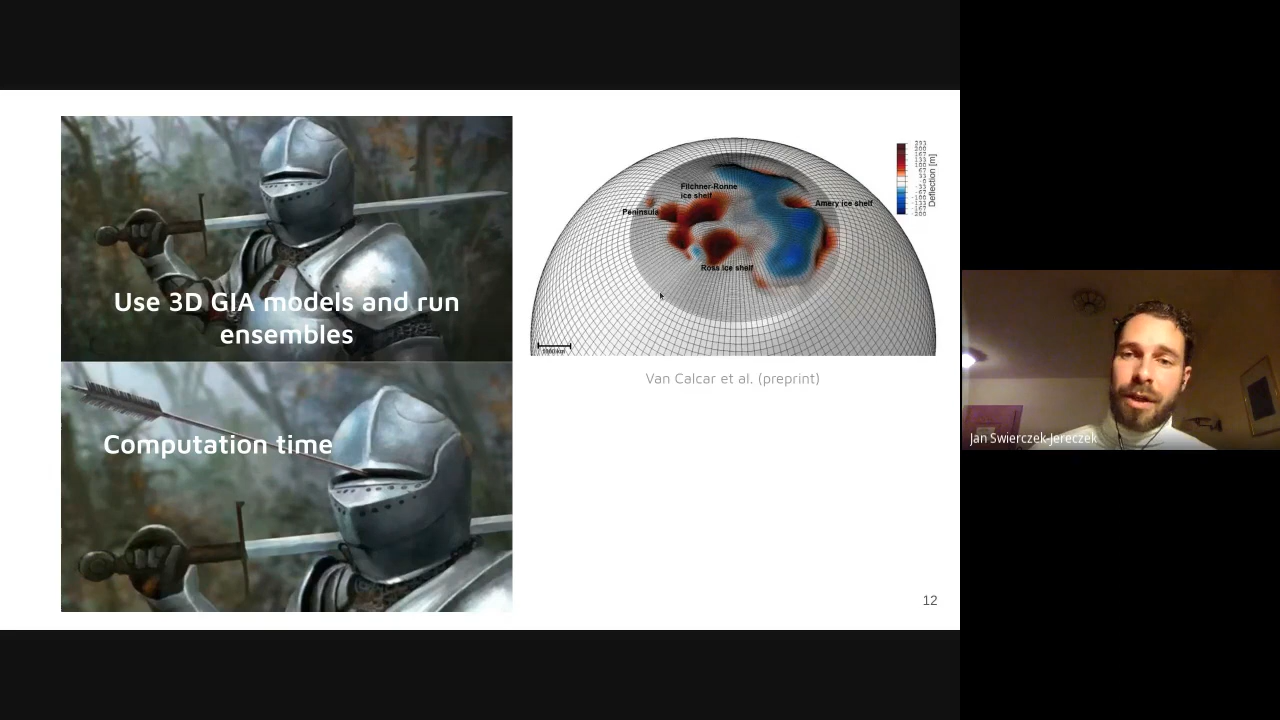 Use 3D GIA models and run
ensembles
Computation time
Filchner-Ronne
ice shelf
Peninsula
Amery ice shelf
Ross ice shelf
Deflection [m]
Van Calcar et al. (preprint)
12
Jan Swierczek-Jereczek